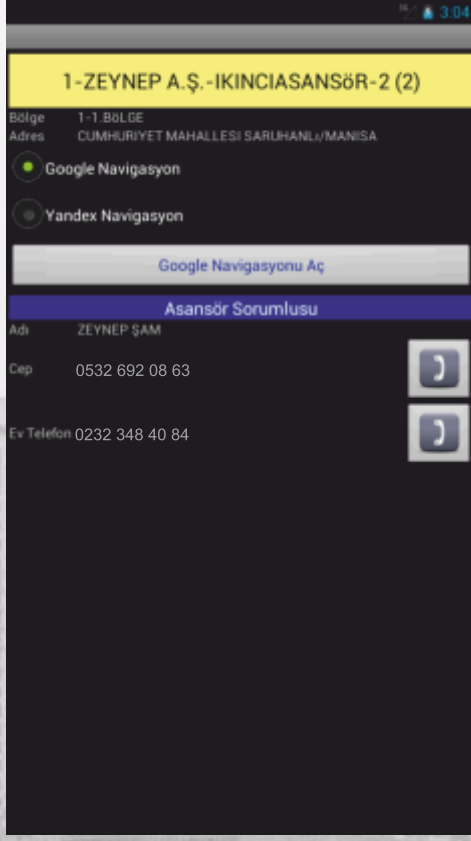 3:04
1-ZEYNEP A.Ş.-IKINCIASANSöR-2 (2)
Bölge 1-1.BöLGE
Adres CUMHURIYET MAHALLESI SARUHANLı/MANISA
Google Navigasyon
Yandex Navigasyon
Google Navigasyonu Aç
Asansör Sorumlusu
Adı ZEYNEP ŞAM
Cep 0532 692 08 63
Ev Telefon 0232 348 40 84